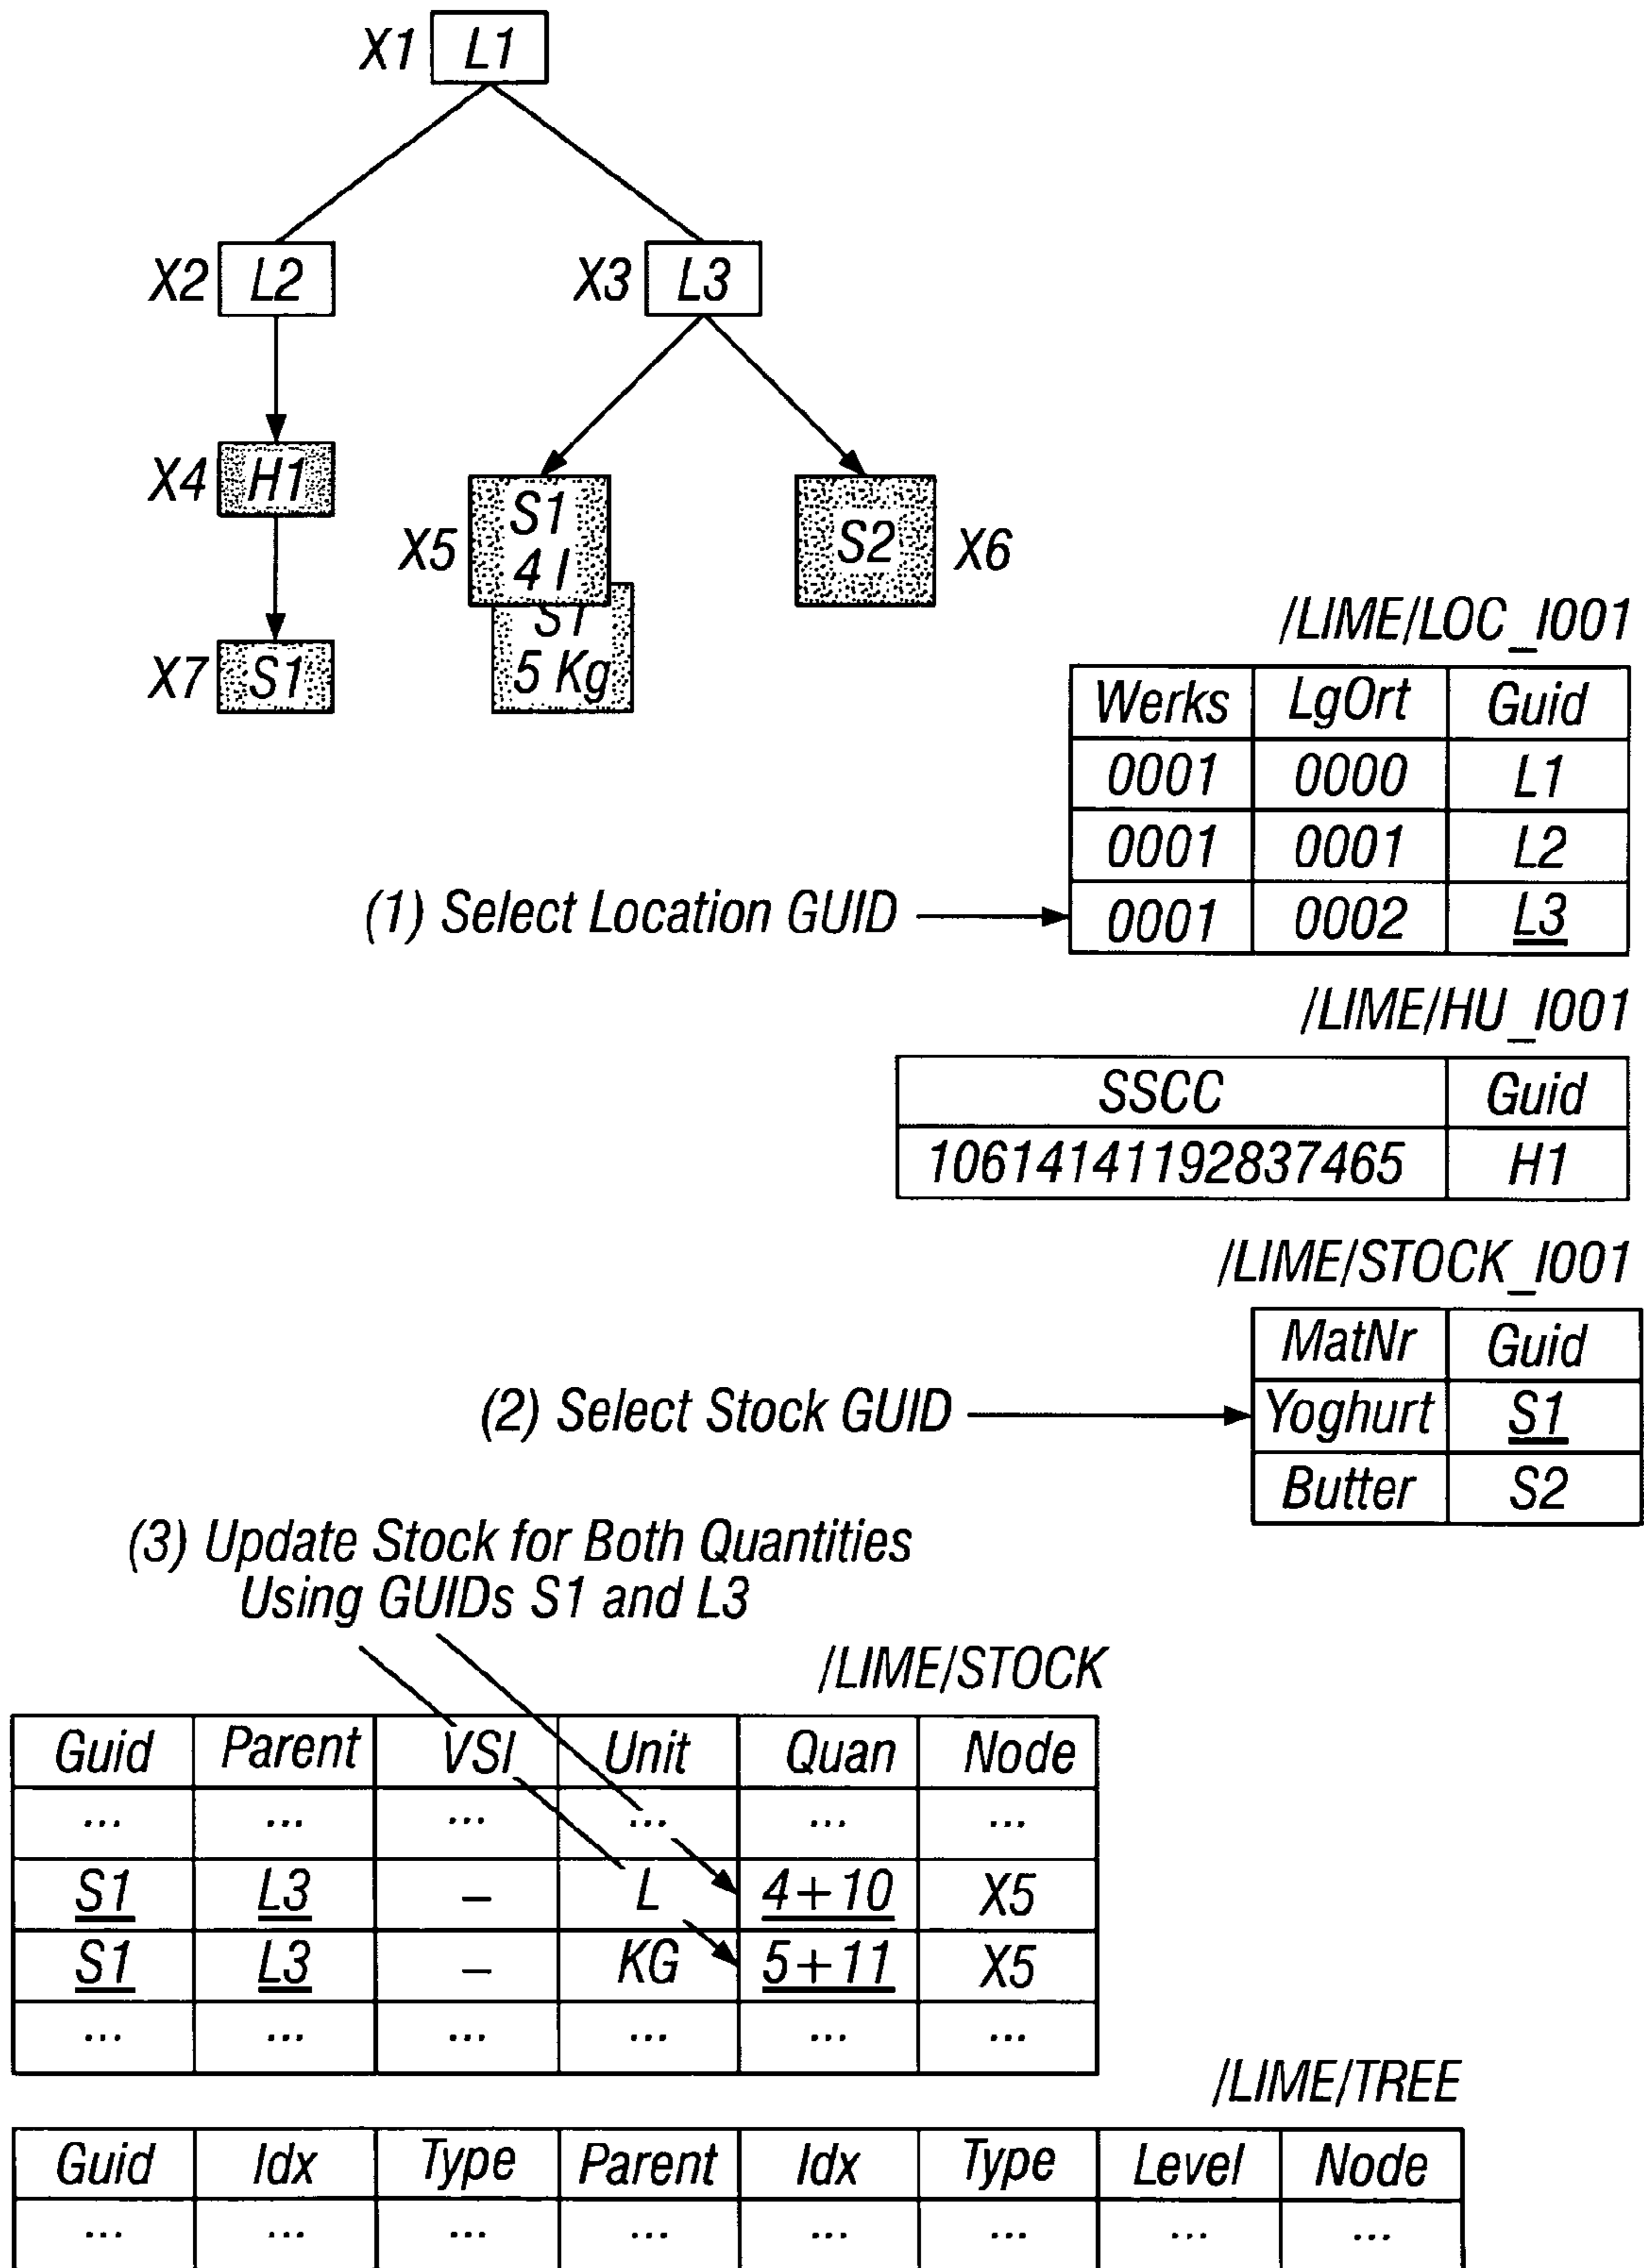 X1 L1
X2 L2 X3 L3
X4 H1
X5 S1
4 l
S2 X6
S1
5 Kg
X7 S1
/LIME/LOC_I001
Werks LgOrt Guid
0001 0000 L1
0001 0001 L2
(1) Select Location GUID
0001 0002 L3
/LIME/HU_I001
SSCC Guid
10614141192837465 H1
/LIME/STOCK_I001
MatNr Guid
(2) Select Stock GUID
Yoghurt S1
Butter S2
(3) Update Stock for Both Quantities
Using GUIDs S1 and L3
/LIME/STOCK
Guid Parent VSI Unit Quan Node
... ... ... ... ... ...
S1 L3 – L 4+10 X5
S1 L3 – KG 5+11 X5
... ... ... ... ... ...
/LIME/TREE
Guid Idx Type Parent Idx Type Level Node
... ... ... ... ... ... ... ...